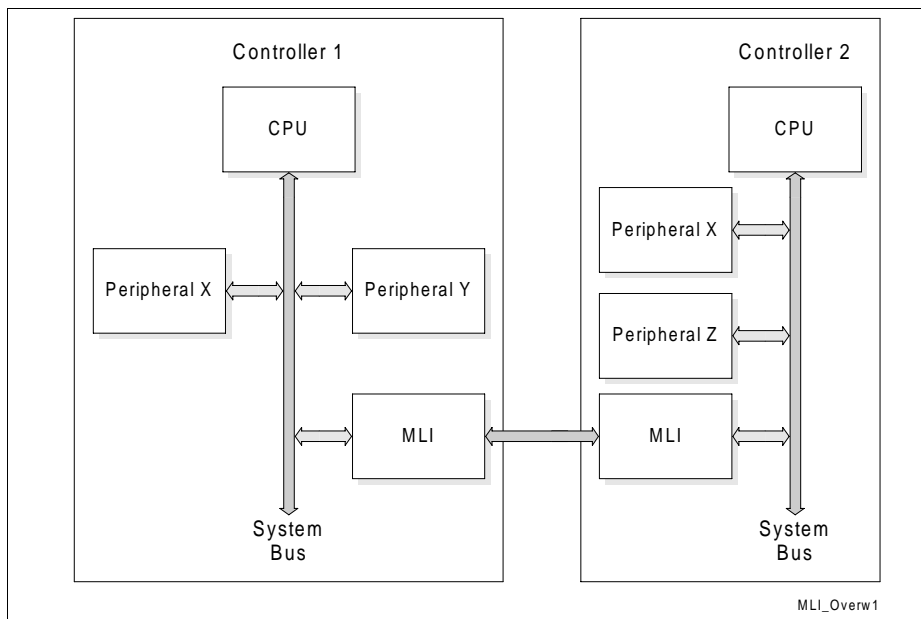 Controller 1
CPU
Peripheral X
Peripheral Y
MLI
System
Bus
Controller 2
CPU
Peripheral X
Peripheral Z
MLI
System
Bus
MLI_Overw1